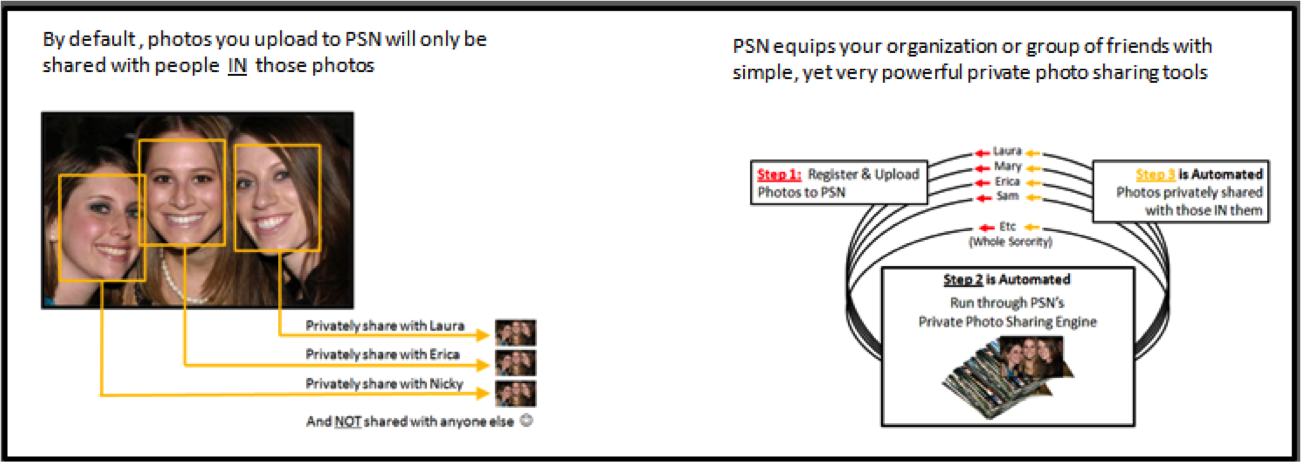 By default , photos you upload to PSN will only be
shared with people IN those photos
Privately share with Laura
Privately share with Erica
Privately share with Nicky
And NOT shared with anyone else ☺
PSN equips your organization or group of friends with
simple, yet very powerful private photo sharing tools
Step 1: Register & Upload
Photos to PSN
Laura
Mary
Erica
Sam
Etc
(Whole Sorority)
Step 3 is Automated
Photos privately shared
with those IN them
Step 2 is Automated
Run through PSN's
Private Photo Sharing Engine